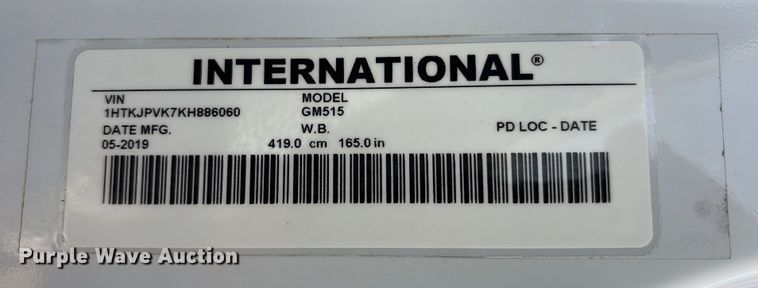 INTERNATIONAL®
VIN MODEL
1HTKJPVK7KH886060 GM515
DATE MFG. W.B. PD LOC - DATE
05-2019 419.0 cm 165.0 in
Purple Wave Auction